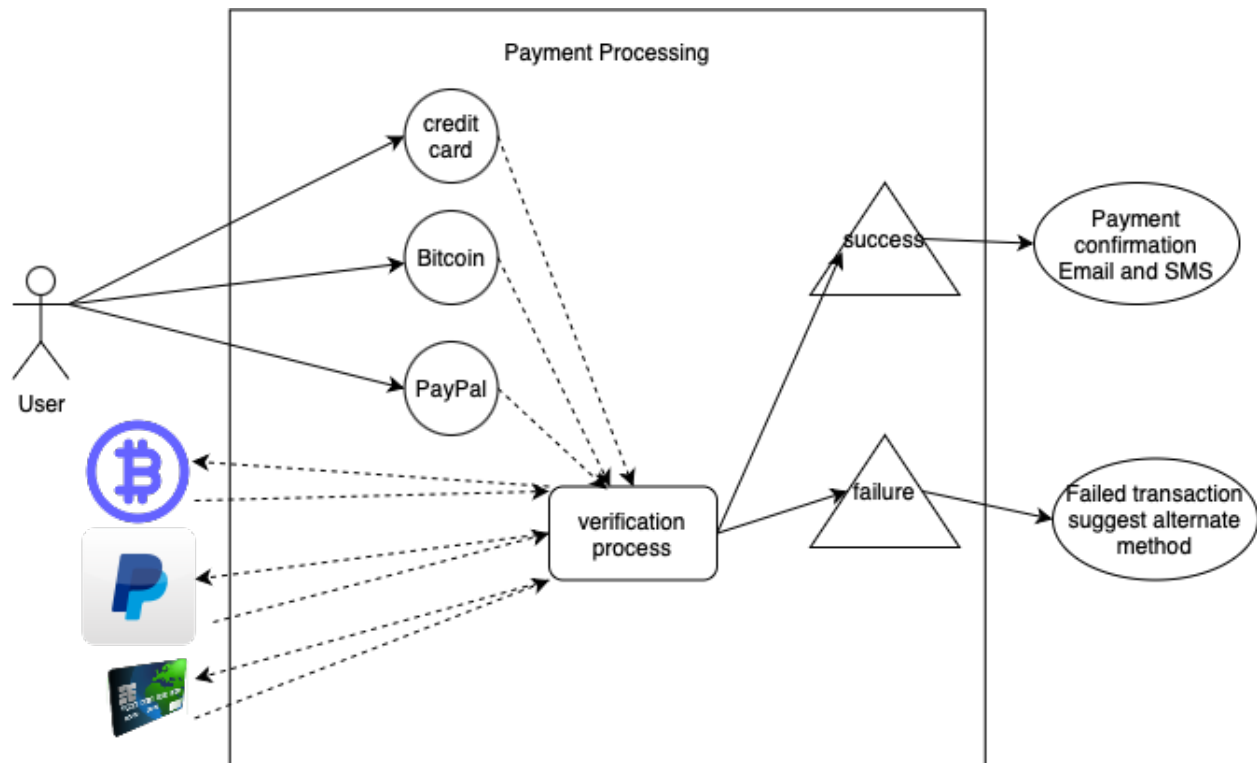 Payment Processing
credit
card
Bitcoin
PayPal
User
verification
process
success
failure
Payment
confirmation
Email and SMS
Failed transaction
suggest alternate
method